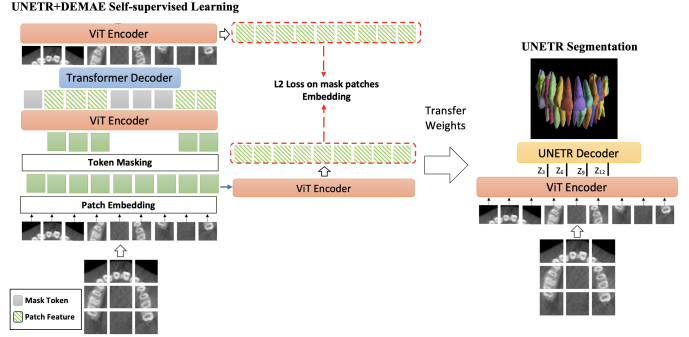 UNETR+DEMAE Self-supervised Learning
ViT Encoder
Transformer Decoder
ViT Encoder
Token Masking
Patch Embedding
Mask Token
Patch Feature
L2 Loss on mask patches
Embedding
ViT Encoder
Transfer
Weights
UNETR Segmentation
UNETR Decoder
Z3 Z6 Z9 Z12
ViT Encoder